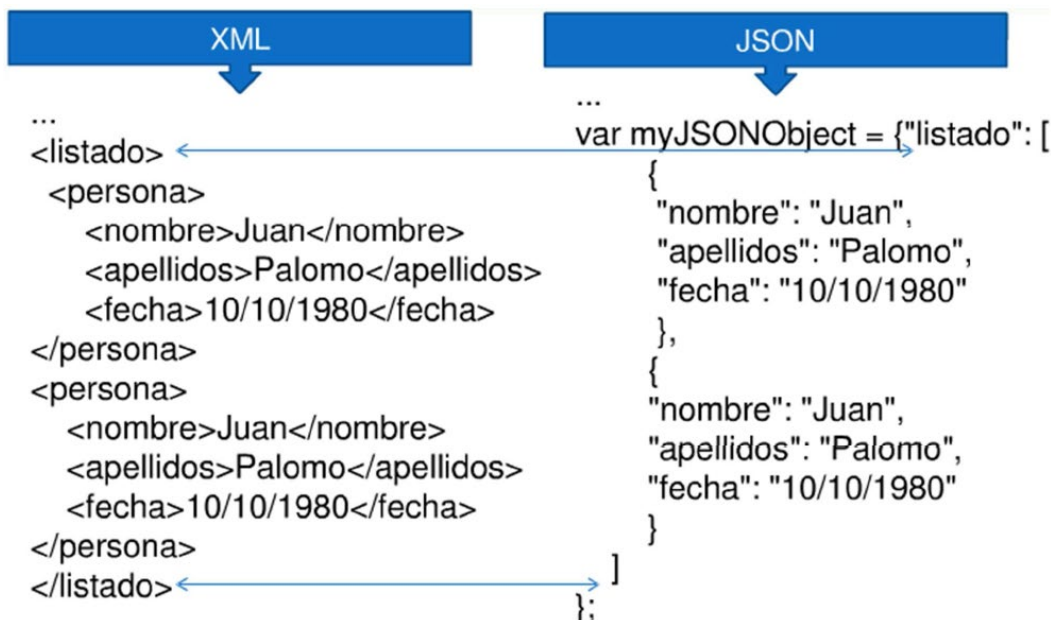 XML
...
<listado>
<persona>
<nombre>Juan</nombre>
<apellidos>Palomo</apellidos>
<fecha>10/10/1980</fecha>
</persona>
<persona>
<nombre>Juan</nombre>
<apellidos>Palomo</apellidos>
<fecha>10/10/1980</fecha>
</persona>
</listado>
JSON
...
var myJSONObject = {"listado": [
{
"nombre": "Juan",
"apellidos": "Palomo",
"fecha": "10/10/1980"
},
{
"nombre": "Juan",
"apellidos": "Palomo",
"fecha": "10/10/1980"
}
]
};